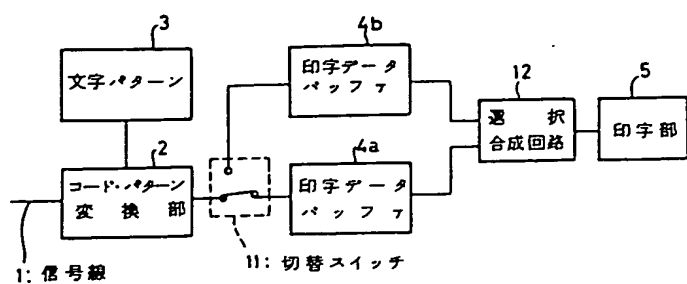 3
文字パターン
2
コード・パターン
変換部
1: 信号線
11: 切替スイッチ
4b
印字データ
バッファ
4a
印字データ
バッファ
12
選択
合成回路
5
印字部